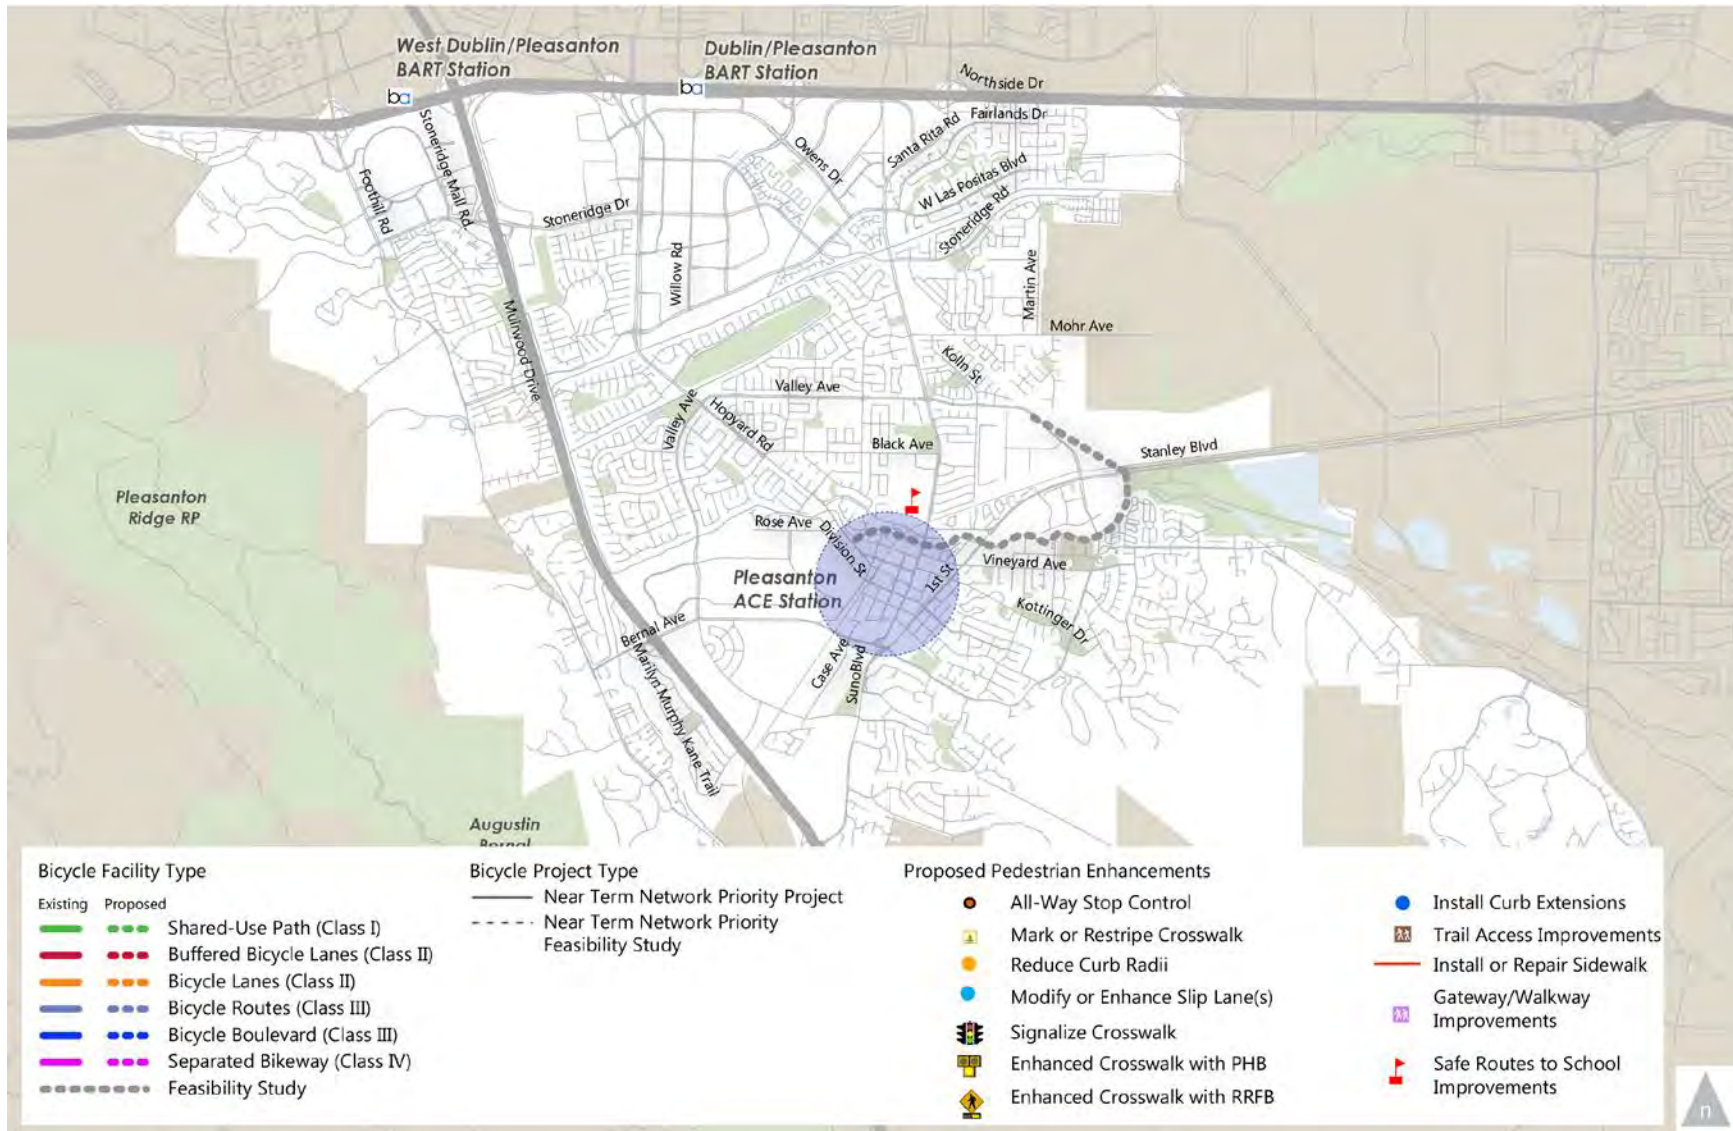 West Dublin/Pleasanton
BART Station
Dublin/Pleasanton
BART Station
ba
ba
Northside Dr
Fairlands Dr
Santa Rita Rd
Owens Dr
W Las Positas Blvd
Stoneridge Rd
Stoneridge Mall Rd.
Foothill Rd
Stoneridge Dr
Willow Rd
Martin Ave
Mohr Ave
Muirwood Drive
Kolln St
Valley Ave
Valley Ave
Hopyard Rd
Black Ave
Stanley Blvd
Pleasanton
Ridge RP
Rose Ave
Division St
Vineyard Ave
1st St
Pleasanton
ACE Station
Kottinger Dr
Bernal Ave
Case Ave
SunolBlvd
Marilyn Murphy Kane Trail
Augustin
Bernal
Bicycle Facility Type
Existing Proposed
Shared-Use Path (Class I)
Buffered Bicycle Lanes (Class II)
Bicycle Lanes (Class II)
Bicycle Routes (Class III)
Bicycle Boulevard (Class III)
Separated Bikeway (Class IV)
Feasibility Study
Bicycle Project Type
Near Term Network Priority Project
Near Term Network Priority
Feasibility Study
Proposed Pedestrian Enhancements
All-Way Stop Control
Mark or Restripe Crosswalk
Reduce Curb Radii
Modify or Enhance Slip Lane(s)
Signalize Crosswalk
Enhanced Crosswalk with PHB
Enhanced Crosswalk with RRFB
Install Curb Extensions
Trail Access Improvements
Install or Repair Sidewalk
Gateway/Walkway
Improvements
Safe Routes to School
Improvements
n